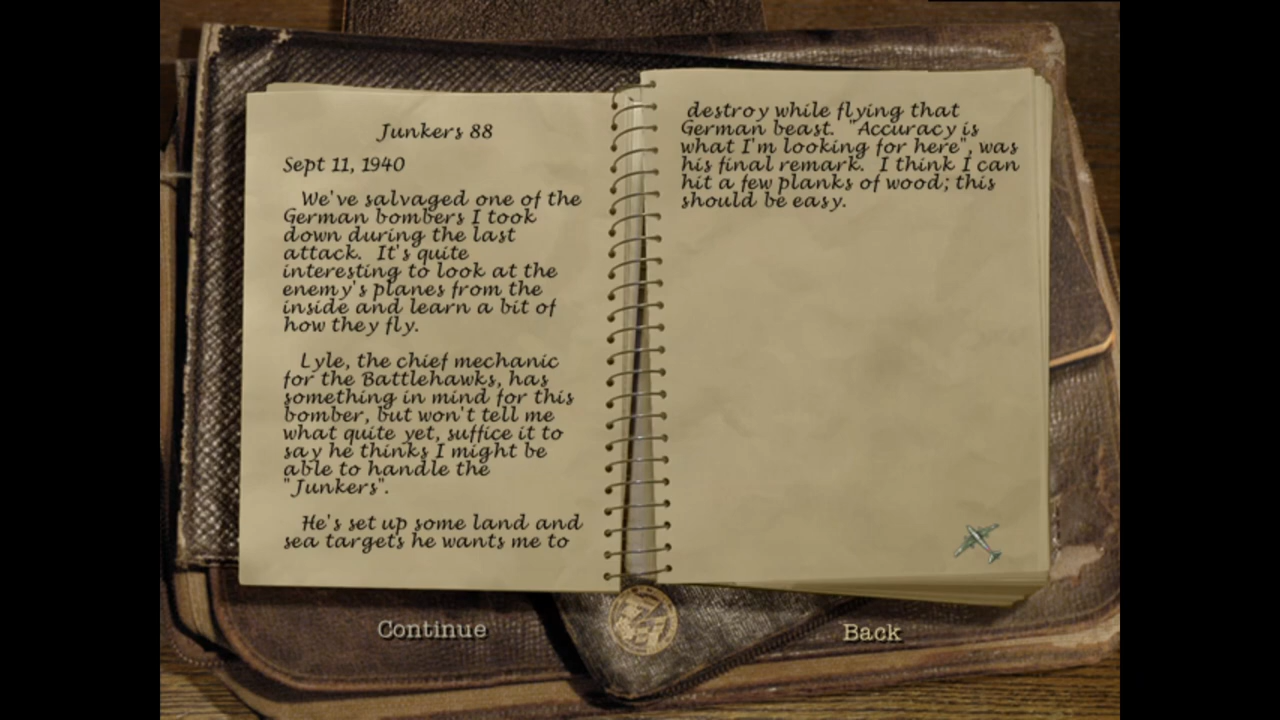 Junkers 88
Sept 11, 1940
We've salvaged one of the
German bombers I took
down during the last
attack.  It's quite
interesting to look at the
enemy's planes from the
inside and learn a bit of
how they fly.
Lyle, the chief mechanic
for the Battlehawks, has
something in mind for this
bomber, but won't tell me
what quite yet, suffice it to
say he thinks I might be
able to handle the
"Junkers".
He's set up some land and
sea targets he wants me to
destroy while flying that
German beast.  "Accuracy is
what I'm looking for here", was
his final remark.  I think I can
hit a few planks of wood; this
should be easy.
Continue
Back